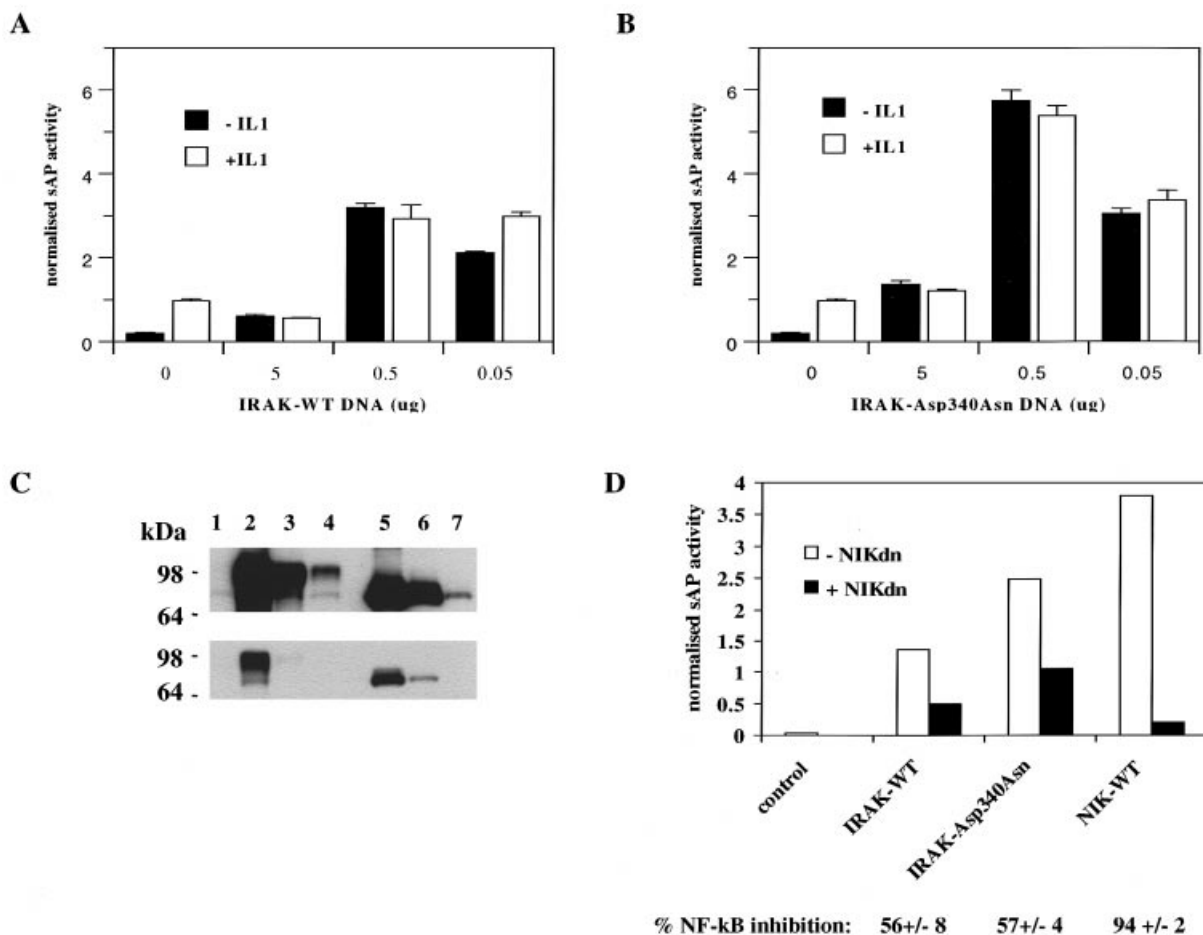 A
normalised sAP activity
6
4
2
0
- IL1
+IL1
0 5 0.5 0.05
IRAK-WT DNA (ug)
B
normalised sAP activity
6
4
2
0
- IL1
+IL1
0 5 0.5 0.05
IRAK-Asp340Asn DNA (ug)
C
kDa 1 2 3 4 5 6 7
98 -
64 -
98 -
64 -
D
normalised sAP activity
4
3.5
3
2.5
2
1.5
1
0.5
0
- NIKdn
+ NIKdn
control
IRAK-WT
IRAK-Asp340Asn
NIK-WT
% NF-kB inhibition: 56+/- 8 57+/- 4 94 +/- 2